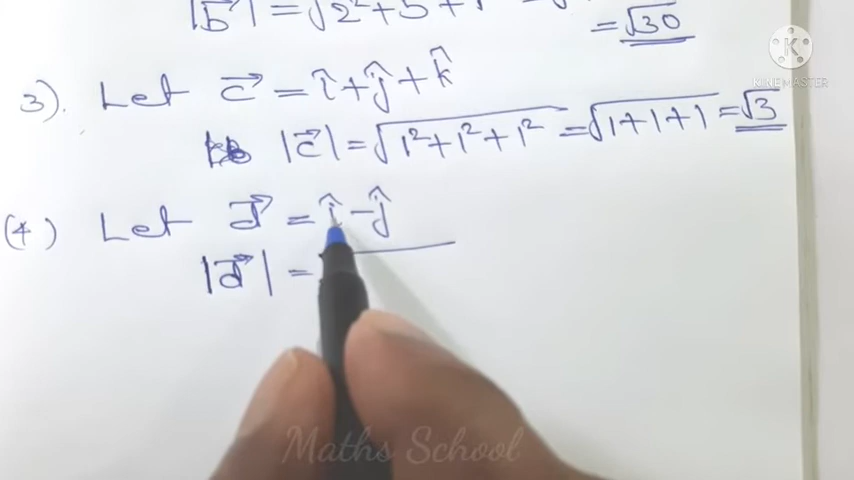 |b⃗| = √2² + 5 + 1
= √30
3). Let c⃗ = î + ĵ + k̂
|c⃗| = √1² + 1² + 1² = √1 + 1 + 1 = √3
(4) Let d⃗ = î - ĵ
|d⃗| =
KINEMASTER
Maths School